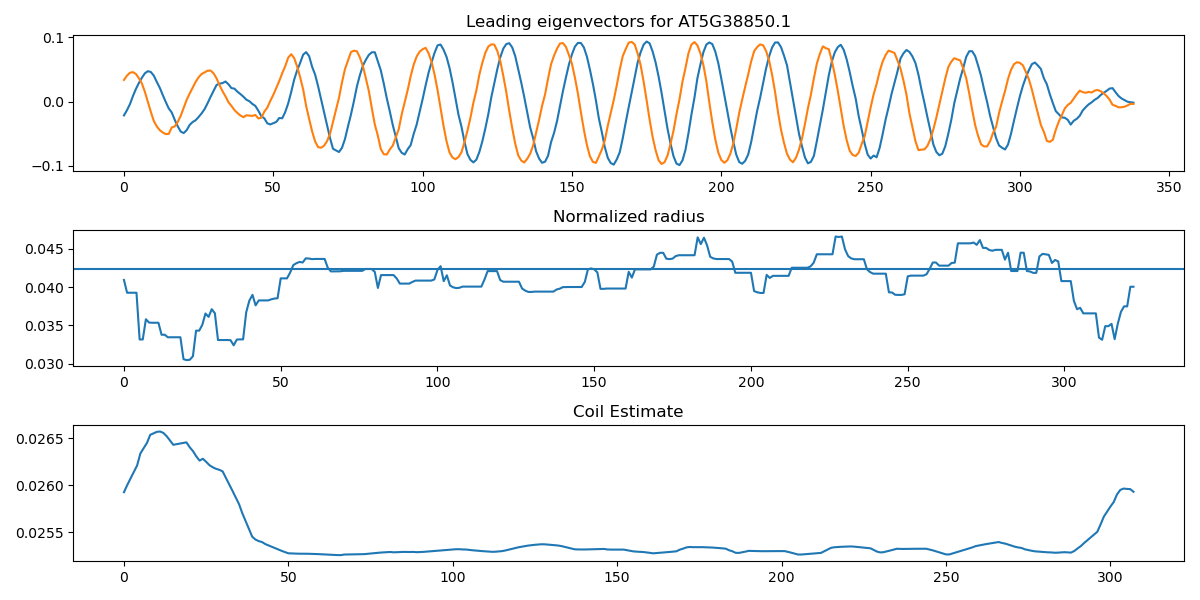 Leading eigenvectors for AT5G38850.1
0.1
0.0
−0.1
0 50 100 150 200 250 300 350
Normalized radius
0.045
0.040
0.035
0.030
0 50 100 150 200 250 300
Coil Estimate
0.0265
0.0260
0.0255
0 50 100 150 200 250 300